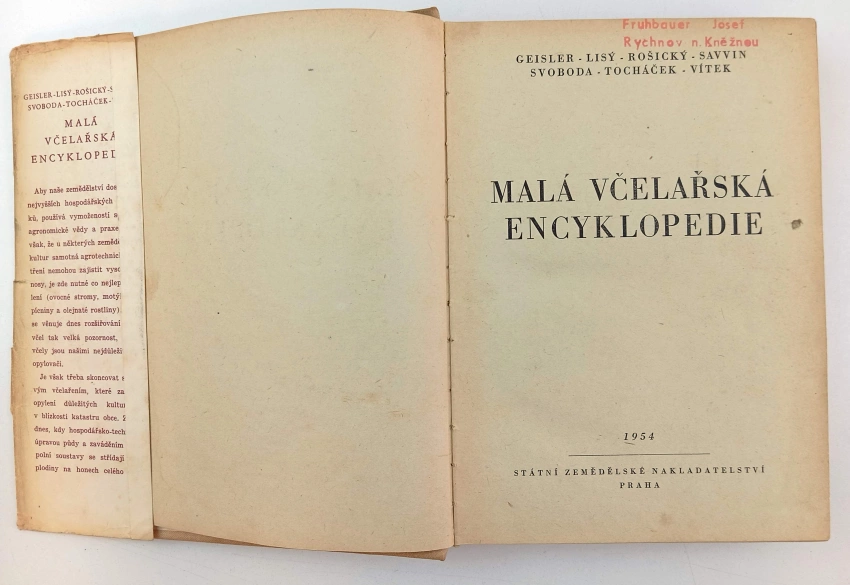 GEISLER - LISÝ - ROŠICKÝ - S
SVOBODA - TOCHÁČEK -
MALÁ
VČELAŘSKÁ
ENCYKLOPED
Aby naše zemědělství dos
nejvyšších hospodářských
ků, používá vymožeností
agronomické vědy a praxe
však, že u některých zeměde
kultur samotná agrotechnic
tření nemohou zajistit vyso
nosy, je zde nutné co nejlep
lení (ovocné stromy, motý
pícniny a olejnaté rostliny)
se věnuje dnes rozšiřování
vězi tak velká pozornost,
včely jsou našimi nejdůleži
opylovači.
Je však třeba skoncovat s
vým včelařením, které za
opylení důležitých kultur
v blízkosti katastru obce. Z
dnes, kdy hospodářsko-tech
úpravou půdy a zaváděním
polní soustavy se střídají
plodiny na honech celého
Fruhbauer Josef
Rychnov n.Kněžnou
GEISLER - LISÝ - ROŠICKÝ - SAVVIN
SVOBODA - TOCHÁČEK - VÍTEK
MALÁ VČELAŘSKÁ
ENCYKLOPEDIE
1954
STÁTNÍ ZEMĚDĚLSKÉ NAKLADATELSTVÍ
PRAHA